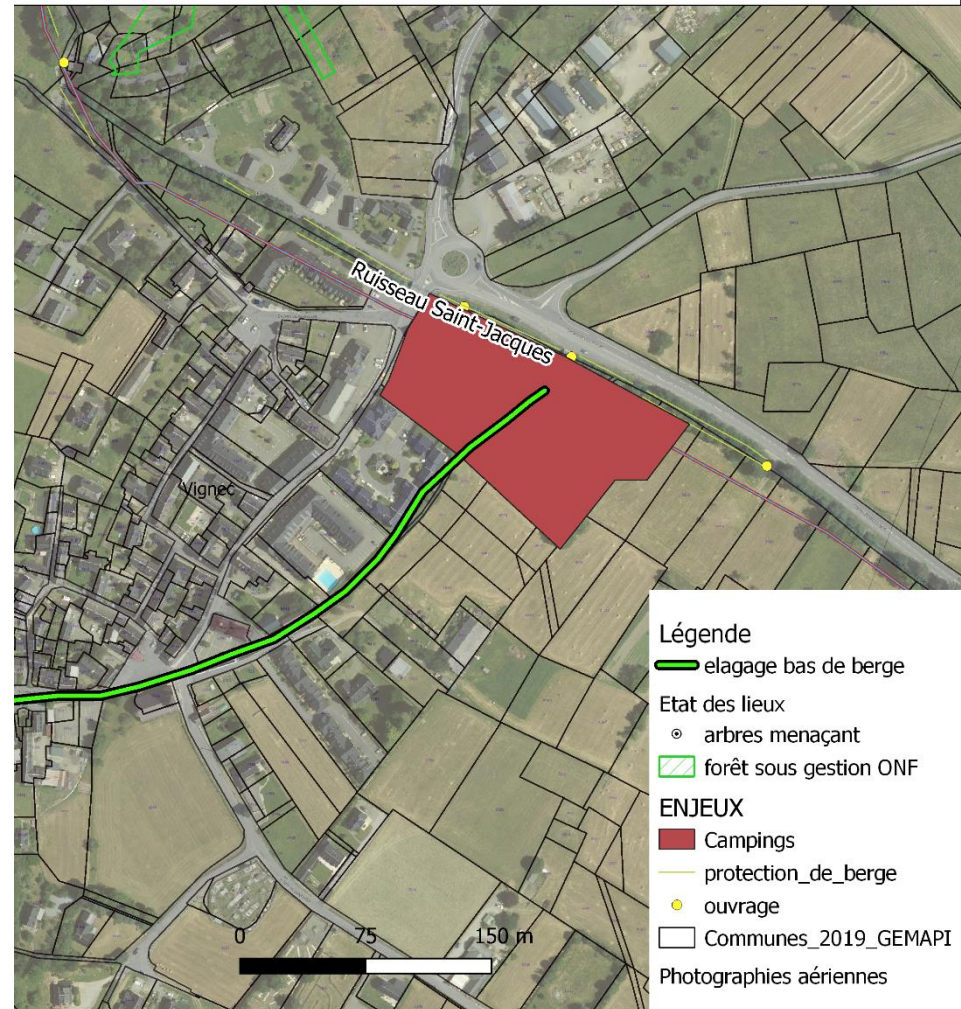 Ruisseau Saint-Jacques
Vignec
0 75 150 m
Légende
elagage bas de berge
Etat des lieux
arbres menaçant
forêt sous gestion ONF
ENJEUX
Campings
protection_de_berge
ouvrage
Communes_2019_GEMAPI
Photographies aériennes